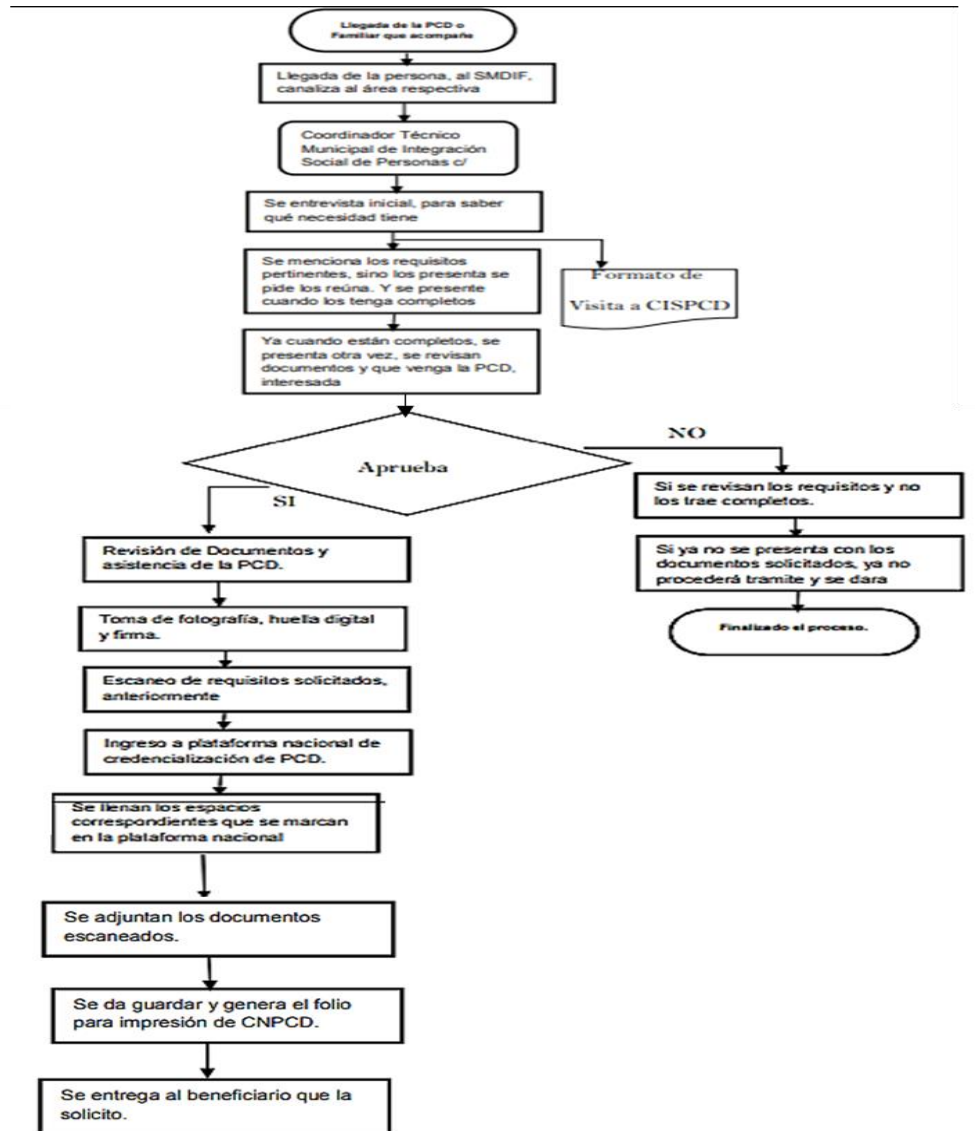 Llegada de la PCD o
Familiar que acompañe
Llegada de la persona, al SMDIF,
canaliza al área respectiva
Coordinador Técnico
Municipal de Integración
Social de Personas c/
Se entrevista inicial, para saber
qué necesidad tiene
Se menciona los requisitos
pertinentes, sino los presenta se
pide los reúna. Y se presente
cuando los tenga completos
Formato de
Visita a CISPCD
Ya cuando están completos, se
presenta otra vez, se revisan
documentos y que venga la PCD,
interesada
Aprueba
NO
SI
Si se revisan los requisitos y no
los trae completos.
Si ya no se presenta con los
documentos solicitados, ya no
procederá tramite y se dara
Finalizado el proceso.
Revisión de Documentos y
asistencia de la PCD.
Toma de fotografía, huella digital
y firma.
Escaneo de requisitos solicitados,
anteriormente
Ingreso a plataforma nacional de
credencialización de PCD.
Se llenan los espacios
correspondientes que se marcan
en la plataforma nacional
Se adjuntan los documentos
escaneados.
Se da guardar y genera el folio
para impresión de CNPCD.
Se entrega al beneficiario que la
solicito.